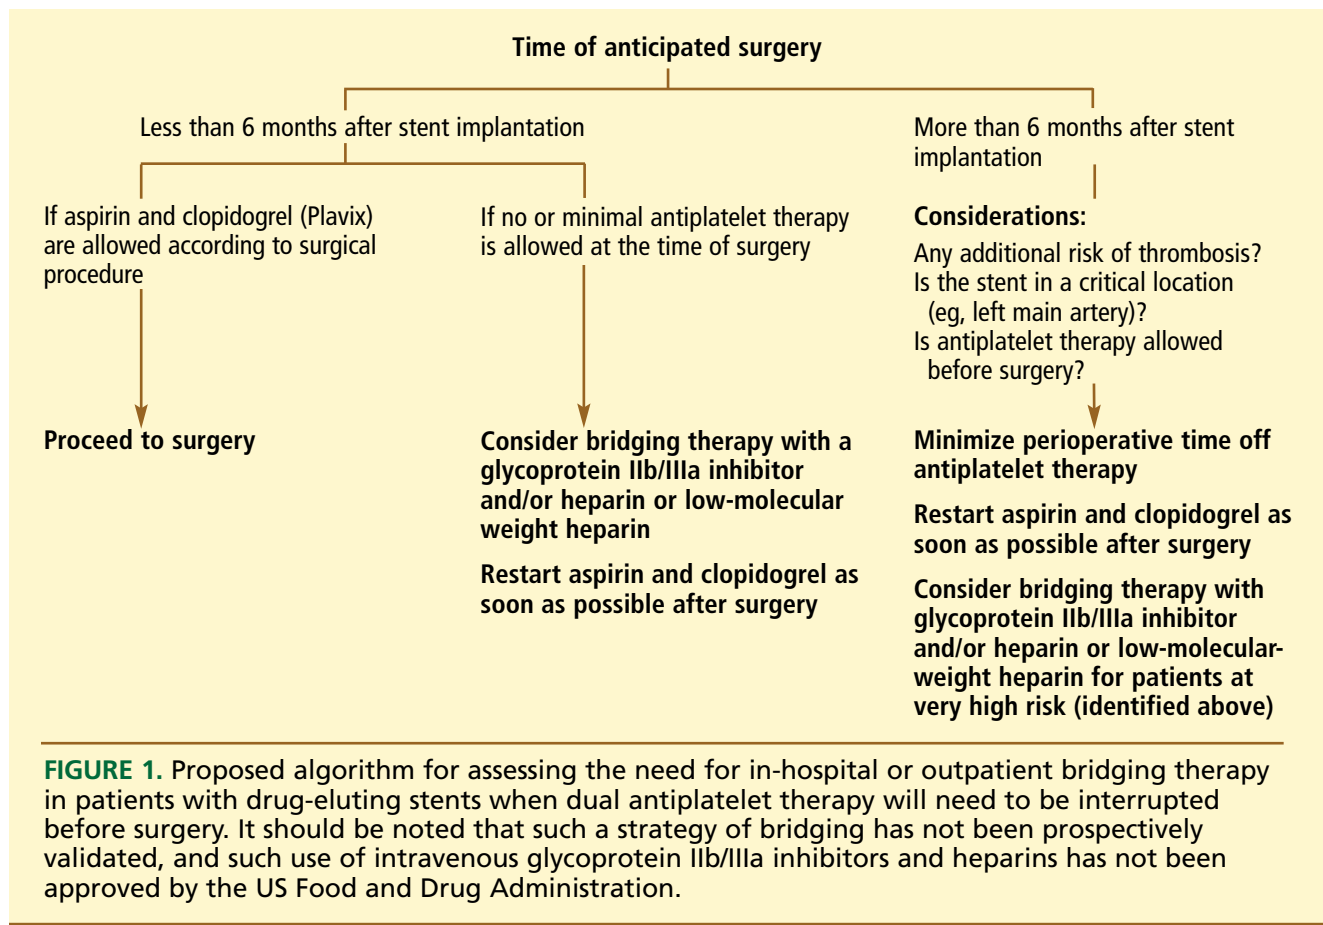 Time of anticipated surgery
Less than 6 months after stent implantation
If aspirin and clopidogrel (Plavix)
are allowed according to surgical
procedure
Proceed to surgery
If no or minimal antiplatelet therapy
is allowed at the time of surgery
Consider bridging therapy with a
glycoprotein IIb/IIIa inhibitor
and/or heparin or low-molecular
weight heparin
Restart aspirin and clopidogrel as
soon as possible after surgery
More than 6 months after stent
implantation
Considerations:
Any additional risk of thrombosis?
Is the stent in a critical location
(eg, left main artery)?
Is antiplatelet therapy allowed
before surgery?
Minimize perioperative time off
antiplatelet therapy
Restart aspirin and clopidogrel as
soon as possible after surgery
Consider bridging therapy with
glycoprotein IIb/IIIa inhibitor
and/or heparin or low-molecular-
weight heparin for patients at
very high risk (identified above)
FIGURE 1. Proposed algorithm for assessing the need for in-hospital or outpatient bridging therapy
in patients with drug-eluting stents when dual antiplatelet therapy will need to be interrupted
before surgery. It should be noted that such a strategy of bridging has not been prospectively
validated, and such use of intravenous glycoprotein IIb/IIIa inhibitors and heparins has not been
approved by the US Food and Drug Administration.